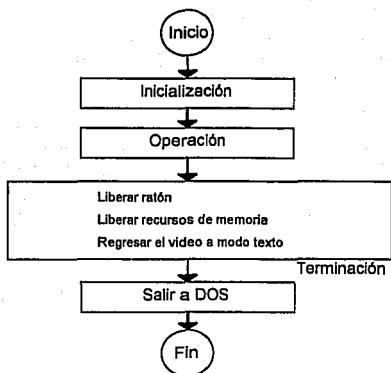 Inicio
Inicialización
Operación
Liberar ratón
Liberar recursos de memoria
Regresar el video a modo texto
Terminación
Salir a DOS
Fin